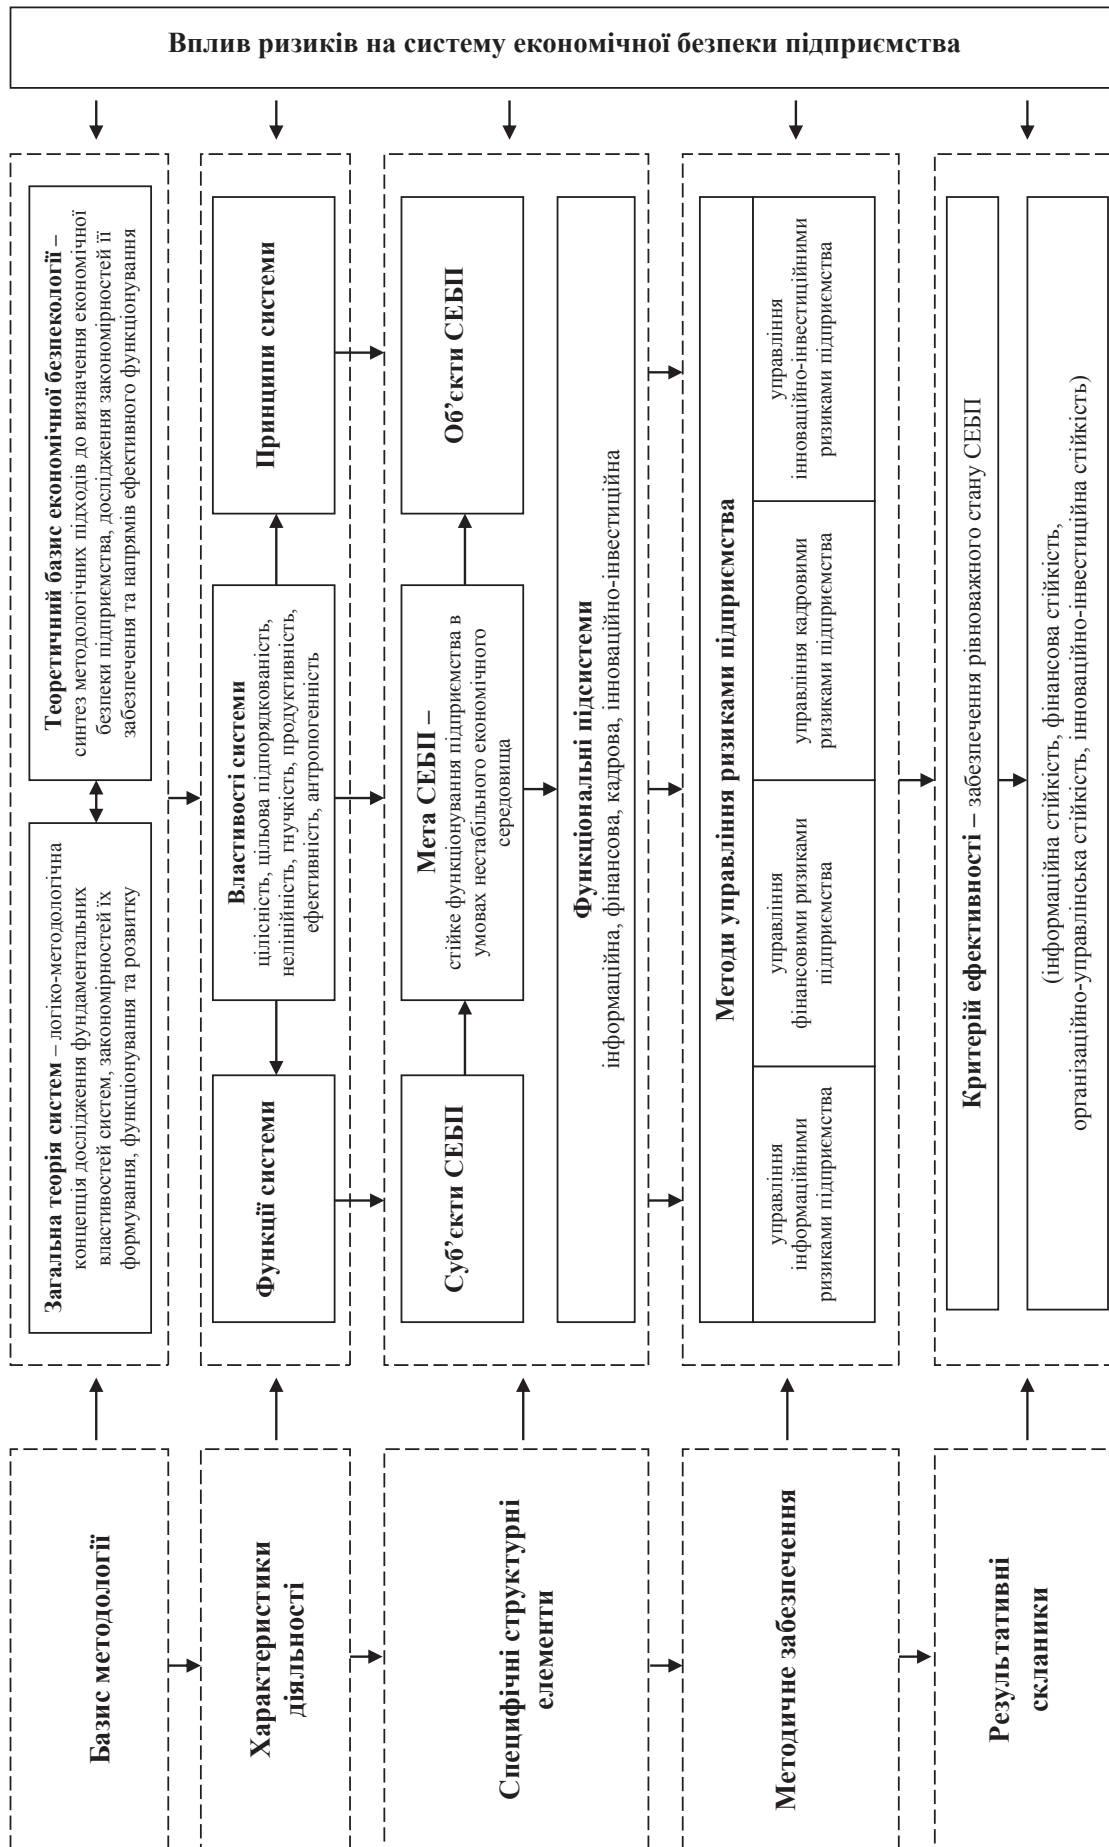 Вплив ризиків на систему економічної безпеки підприємства
Базис методології
Загальна теорія систем – логіко-методологічна
концепція дослідження фундаментальних
властивостей систем, закономірностей їх
формування, функціонування та розвитку
Теоретичний базис економічної безпекології –
синтез методологічних підходів до визначення економічної
безпеки підприємства, дослідження закономірностей її
забезпечення та напрямів ефективного функціонування
Характеристики
діяльності
Функції системи
Властивості системи
цілісність, цільова підпорядкованість,
нелінійність, гнучкість, продуктивність,
ефективність, антропогенність
Принципи системи
Специфічні структурні
елементи
Суб’єкти СЕБП
Мета СЕБП –
стійке функціонування підприємства в
умовах нестабільного економічного
середовища
Об’єкти СЕБП
Функціональні підсистеми
інформаційна, фінансова, кадрова, інноваційно-інвестиційна
Методичне забезпечення
Методи управління ризиками підприємства
управління
інформаційними
ризиками підприємства
управління
фінансовими ризиками
підприємства
управління кадровими
ризиками підприємства
управління
інноваційно-інвестиційними
ризиками підприємства
Результативні
скланики
Критерій ефективності – забезпечення рівноважного стану СЕБП
(інформаційна стійкість, фінансова стійкість,
організаційно-управлінська стійкість, інноваційно-інвестиційна стійкість)